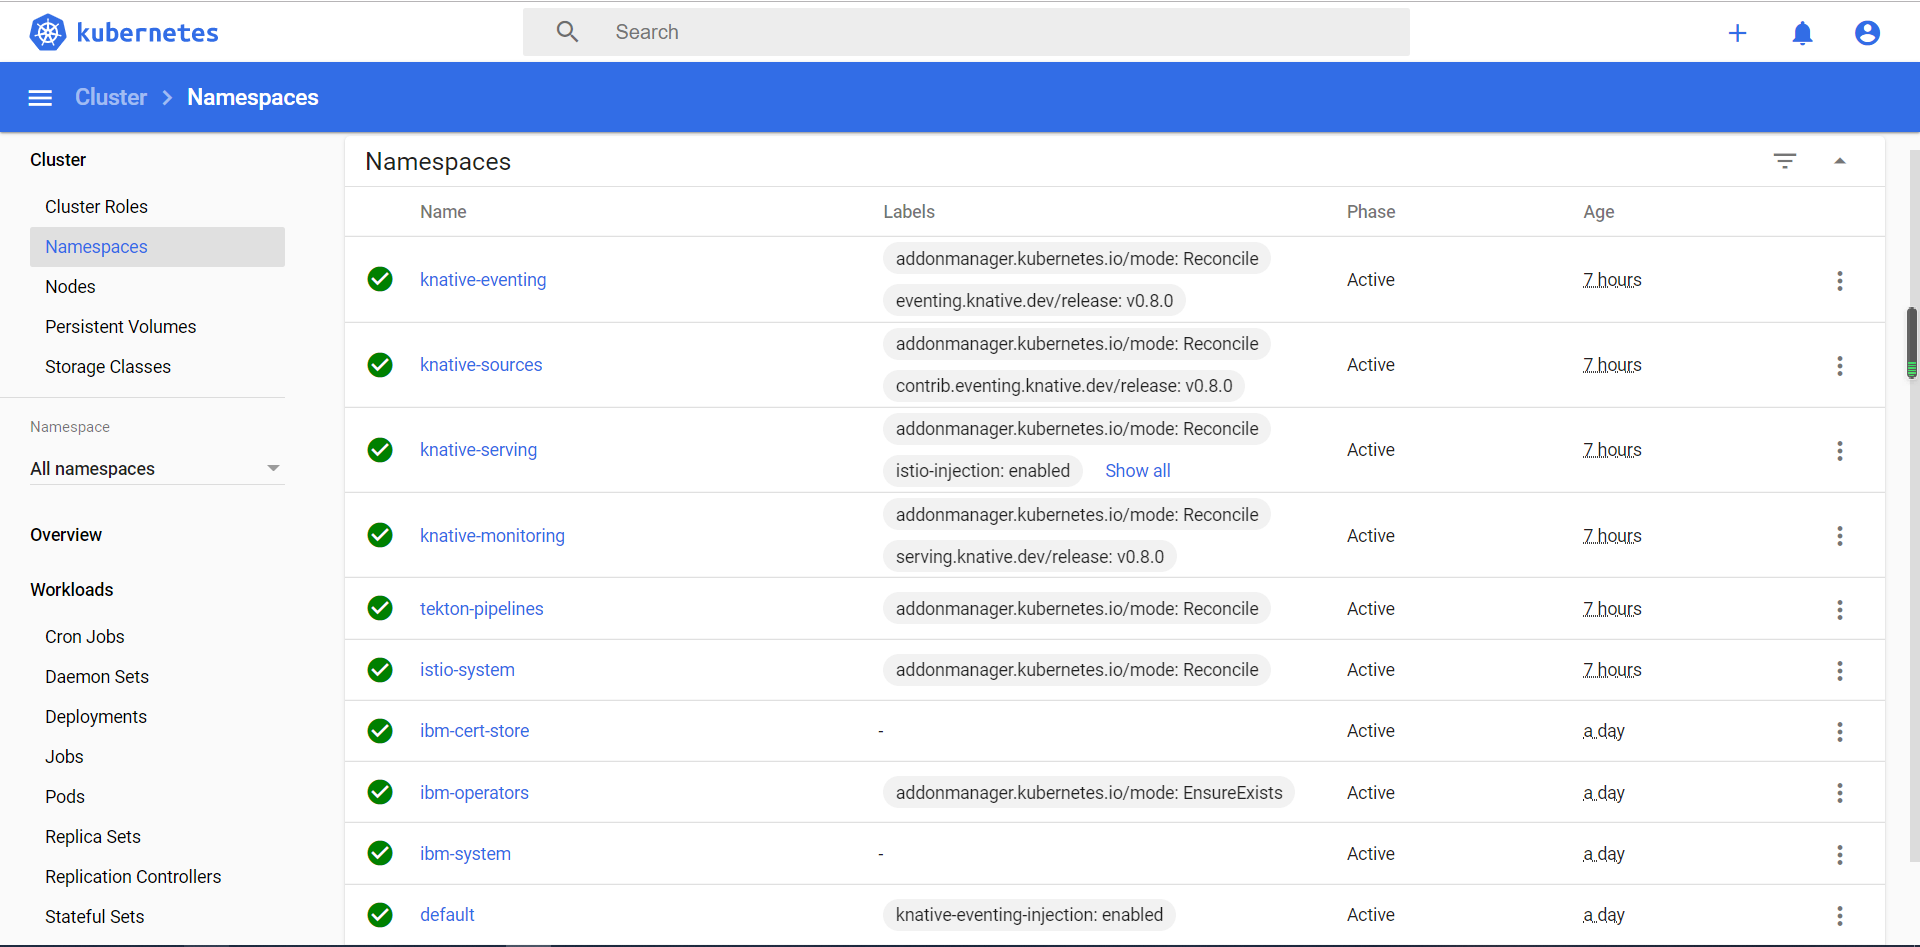 kubernetes
Search
Cluster Namespaces
Cluster
Cluster Roles
Namespaces
Nodes
Persistent Volumes
Storage Classes
Namespace
All namespaces
Overview
Workloads
Cron Jobs
Daemon Sets
Deployments
Jobs
Pods
Replica Sets
Replication Controllers
Stateful Sets
Namespaces
Name Labels Phase Age
knative-eventing addonmanager.kubernetes.io/mode: Reconcile Active 7 hours
eventing.knative.dev/release: v0.8.0
knative-sources addonmanager.kubernetes.io/mode: Reconcile Active 7 hours
contrib.eventing.knative.dev/release: v0.8.0
knative-serving addonmanager.kubernetes.io/mode: Reconcile Active 7 hours
istio-injection: enabled Show all
knative-monitoring addonmanager.kubernetes.io/mode: Reconcile Active 7 hours
serving.knative.dev/release: v0.8.0
tekton-pipelines addonmanager.kubernetes.io/mode: Reconcile Active 7 hours
istio-system addonmanager.kubernetes.io/mode: Reconcile Active 7 hours
ibm-cert-store - Active a day
ibm-operators addonmanager.kubernetes.io/mode: EnsureExists Active a day
ibm-system - Active a day
default knative-eventing-injection: enabled Active a day